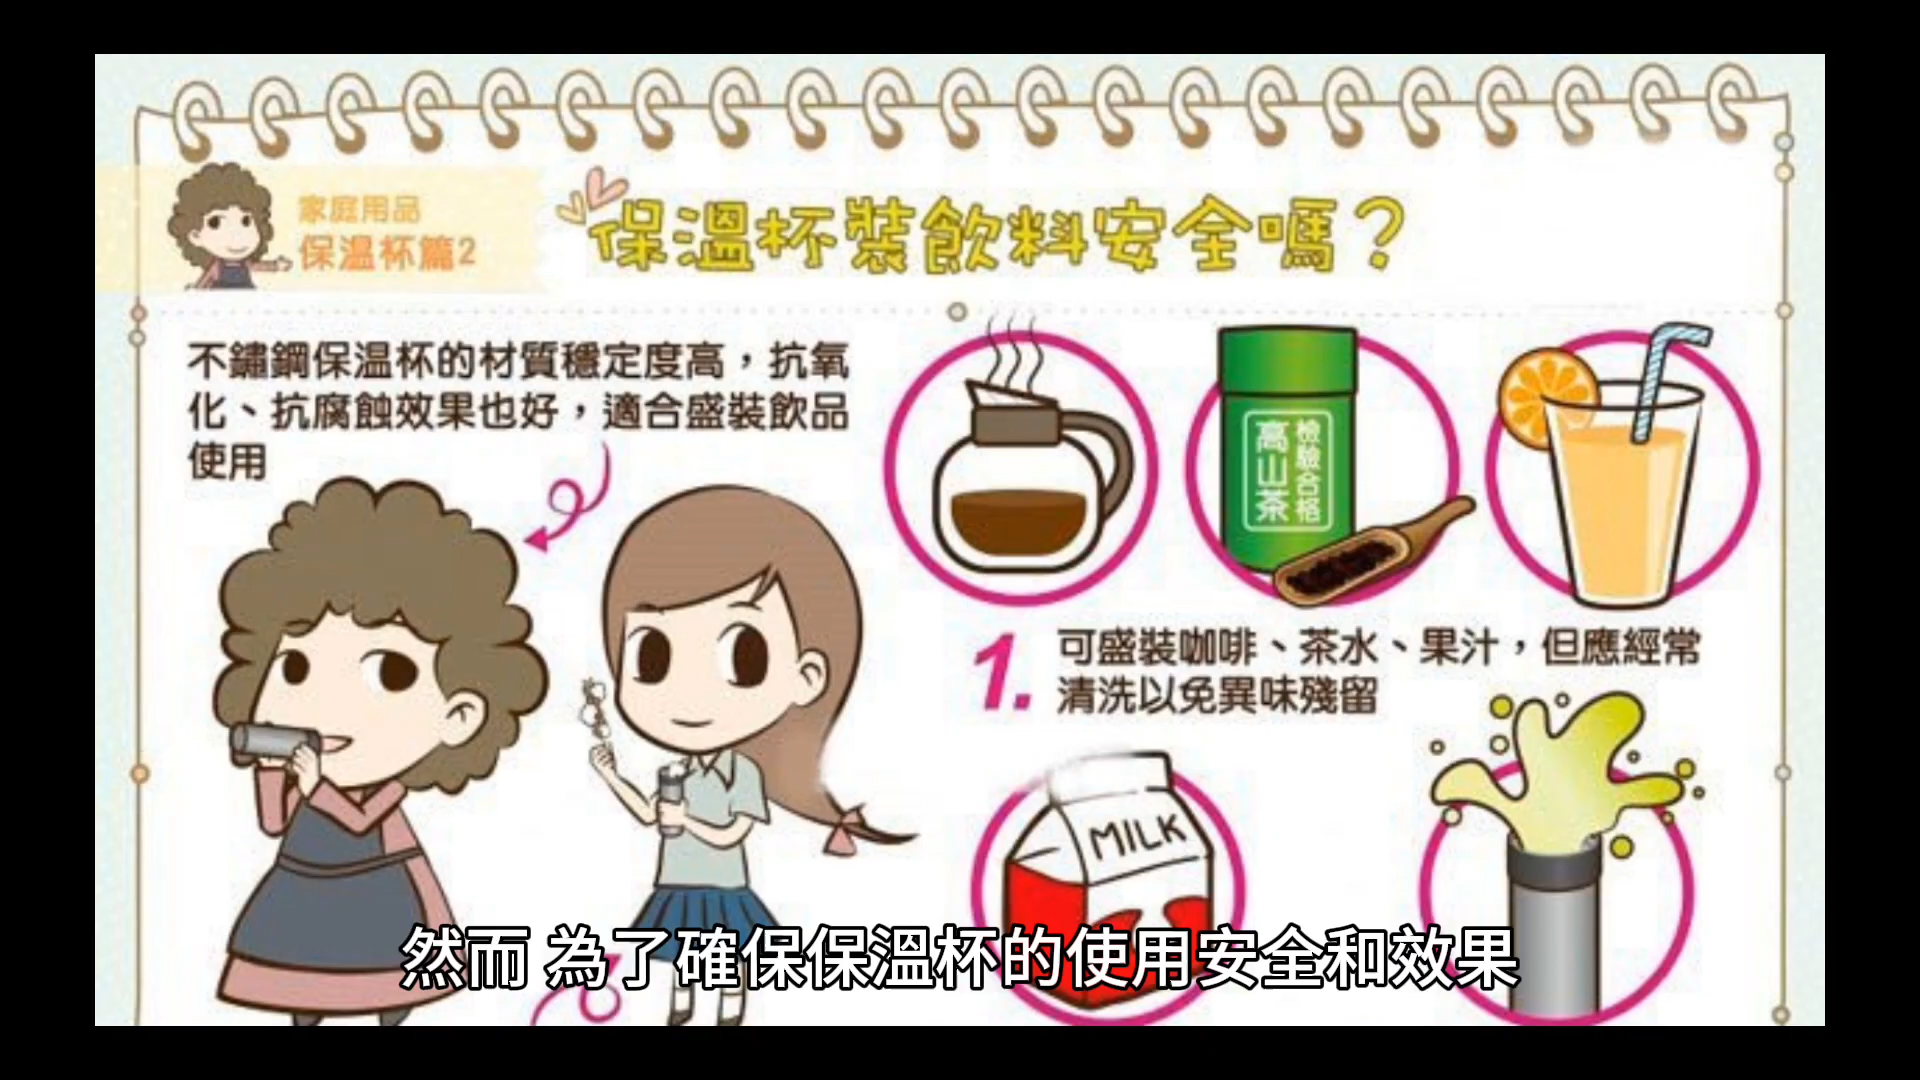 家庭用品
保溫杯篇2
保溫杯裝飲料安全嗎？
不鏽鋼保温杯的材質穩定度高，抗氧
化、抗腐蝕效果也好，適合盛裝飲品
使用
高山茶
檢驗合格
1. 可盛裝咖啡、茶水、果汁，但應經常
清洗以免異味殘留
MILK
然而 為了確保保溫杯的使用安全和效果